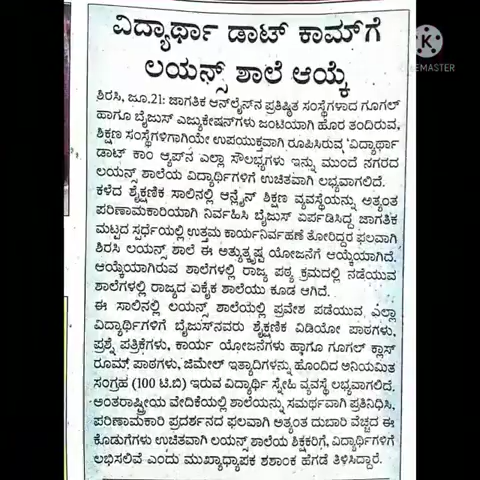 ವಿದ್ಯಾರ್ಥಾ ಡಾಟ್ ಕಾಮ್‌ಗೆ
ಲಯನ್ಸ್ ಶಾಲೆ ಆಯ್ಕೆ
ಶಿರಸಿ, ಜೂ.21: ಜಾಗತಿಕ ಆನ್‌ಲೈನ್‌ನ ಪ್ರತಿಷ್ಠಿತ ಸಂಸ್ಥೆಗಳಾದ ಗೂಗಲ್
ಹಾಗೂ ಬೈಜುಸ್ ಎಜ್ಯುಕೇಷನ್‌ಗಳು ಜಂಟಿಯಾಗಿ ಹೊರ ತಂದಿರುವ,
ಶಿಕ್ಷಣ ಸಂಸ್ಥೆಗಳಿಗಾಗಿಯೇ ಉಪಯುಕ್ತವಾಗಿ ರೂಪಿಸಿರುವ 'ವಿದ್ಯಾರ್ಥಾ
ಡಾಟ್ ಕಾಂ ಆ್ಯಪ್‌ನ ಎಲ್ಲಾ ಸೌಲಭ್ಯಗಳು ಇನ್ನು ಮುಂದೆ ನಗರದ
ಲಯನ್ಸ್ ಶಾಲೆಯ ವಿದ್ಯಾರ್ಥಿಗಳಿಗೆ ಉಚಿತವಾಗಿ ಲಭ್ಯವಾಗಲಿದೆ.
ಕಳೆದ ಶೈಕ್ಷಣಿಕ ಸಾಲಿನಲ್ಲಿ ಆನ್ಲೈನ್ ಶಿಕ್ಷಣ ವ್ಯವಸ್ಥೆಯನ್ನು ಅತ್ಯಂತ
ಪರಿಣಾಮಕಾರಿಯಾಗಿ ನಿರ್ವಹಿಸಿ ಬೈಜುಸ್ ಏರ್ಪಡಿಸಿದ್ದ ಜಾಗತಿಕ
ಮಟ್ಟದ ಸ್ಪರ್ಧೆಯಲ್ಲಿ ಉತ್ತಮ ಕಾರ್ಯನಿರ್ವಹಣೆ ತೋರಿದ್ದರ ಫಲವಾಗಿ
ಶಿರಸಿ ಲಯನ್ಸ್ ಶಾಲೆ ಈ ಅತ್ಯುತ್ಕೃಷ್ಟ ಯೋಜನೆಗೆ ಆಯ್ಕೆಯಾಗಿದೆ.
ಆಯ್ಕೆಯಾಗಿರುವ ಶಾಲೆಗಳಲ್ಲಿ ರಾಜ್ಯ ಪಠ್ಯ ಕ್ರಮದಲ್ಲಿ ನಡೆಯುವ
ಶಾಲೆಗಳಲ್ಲಿ ರಾಜ್ಯದ ಏಕೈಕ ಶಾಲೆಯು ಕೂಡ ಆಗಿದೆ.
ಈ ಸಾಲಿನಲ್ಲಿ ಲಯನ್ಸ್ ಶಾಲೆಯಲ್ಲಿ ಪ್ರವೇಶ ಪಡೆಯುವ, ಎಲ್ಲಾ
ವಿದ್ಯಾರ್ಥಿಗಳಿಗೆ ಬೈಜುಸ್‌ನವರು ಶೈಕ್ಷಣಿಕ ವಿಡಿಯೋ ಪಾಠಗಳು,
ಪ್ರಶ್ನೆ ಪತ್ರಿಕೆಗಳು, ಕಾರ್ಯ ಯೋಜನೆಗಳು ಹಾಗೂ ಗೂಗಲ್ ಕ್ಲಾಸ್
ರೂಮ್ ಪಾಠಗಳು, ಜಿಮೇಲ್ ಇತ್ಯಾದಿಗಳನ್ನು ಹೊಂದಿದ ಅನಿಯಮಿತ
ಸಂಗ್ರಹ (100 ಟಿ.ಬಿ) ಇರುವ ವಿದ್ಯಾರ್ಥಿ ಸ್ನೇಹಿ ವ್ಯವಸ್ಥೆ ಲಭ್ಯವಾಗಲಿದೆ.
ಅಂತರಾಷ್ಟ್ರೀಯ ವೇದಿಕೆಯಲ್ಲಿ ಶಾಲೆಯನ್ನು ಸಮರ್ಥವಾಗಿ ಪ್ರತಿನಿಧಿಸಿ,
ಪರಿಣಾಮಕಾರಿ ಪ್ರದರ್ಶನದ ಫಲವಾಗಿ ಅತ್ಯಂತ ದುಬಾರಿ ವೆಚ್ಚದ ಈ
ಕೊಡುಗೆಗಳು ಉಚಿತವಾಗಿ ಲಯನ್ಸ್ ಶಾಲೆಯ ಶಿಕ್ಷಕರಿಗೆ, ವಿದ್ಯಾರ್ಥಿಗಳಿಗೆ
ಲಭಿಸಲಿವೆ ಎಂದು ಮುಖ್ಯಾಧ್ಯಾಪಕ ಶಶಾಂಕ ಹೆಗಡೆ ತಿಳಿಸಿದ್ದಾರೆ.